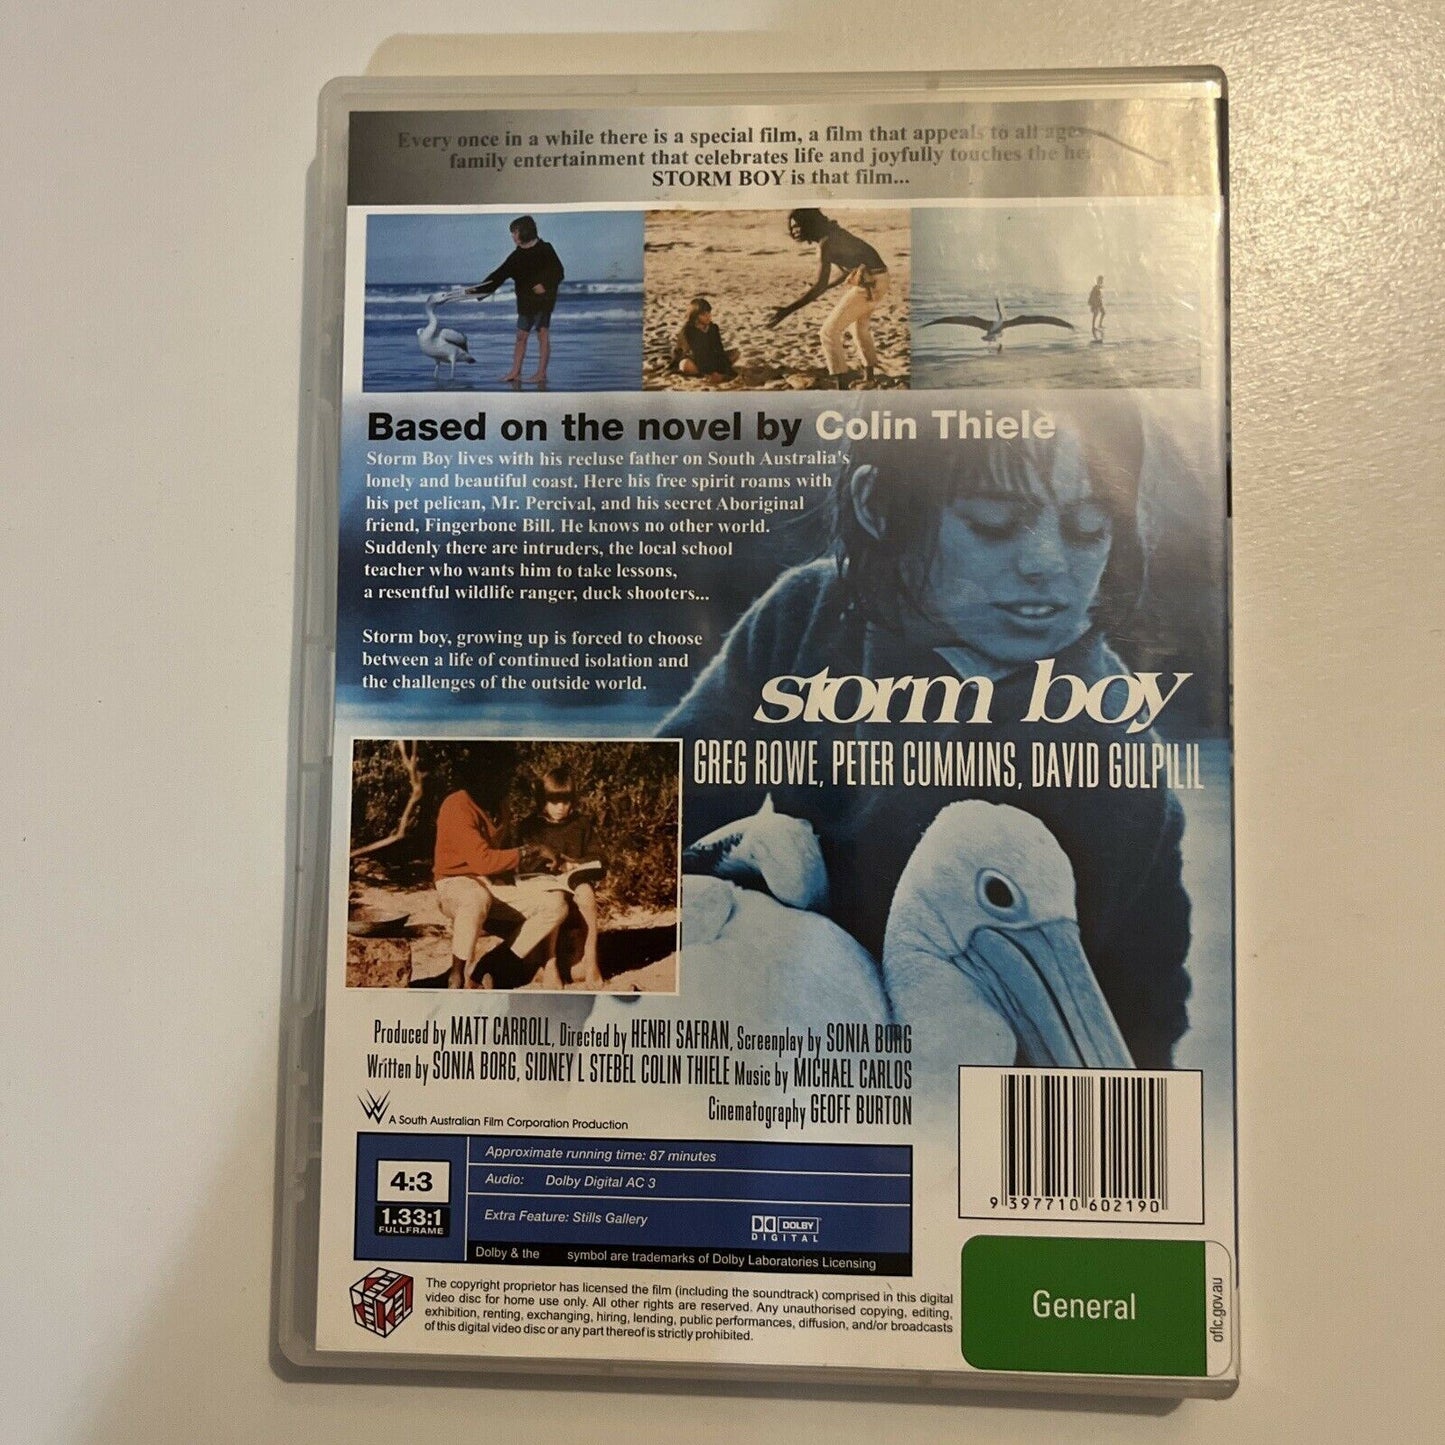 Every once in a while there is a special film, a film that appeals to all ages
family entertainment that celebrates life and joyfully touches the
STORM BOY is that film...
Based on the novel by Colin Thiele
Storm Boy lives with his recluse father on South Australia's
lonely and beautiful coast. Here his free spirit roams with
his pet pelican, Mr. Percival, and his secret Aboriginal
friend, Fingerbone Bill. He knows no other world.
Suddenly there are intruders, the local school
teacher who wants him to take lessons,
a resentful wildlife ranger, duck shooters...
Storm boy, growing up is forced to choose
between a life of continued isolation and
the challenges of the outside world.
storm boy
GREG ROWE, PETER CUMMINS, DAVID GULPILIL
Produced by MATT CARROLL, Directed by HENRI SAFRAN, Screenplay by SONIA BORG
Written by SONIA BORG, SIDNEY L STEBEL COLIN THIELE Music by MICHAEL CARLOS
Cinematography GEOFF BURTON
A South Australian Film Corporation Production
4:3
1.33:1
FULLFRAME
Approximate running time: 87 minutes
Audio: Dolby Digital AC 3
Extra Feature: Stills Gallery
DOLBY
DIGITAL
Dolby & the symbol are trademarks of Dolby Laboratories Licensing
9 397710 602190
The copyright proprietor has licensed the film (including the soundtrack) comprised in this digital
video disc for home use only. All other rights are reserved. Any unauthorised copying, editing,
exhibition, renting, exchanging, hiring, lending, public performances, diffusion, and/or broadcasts
of this digital video disc or any part thereof is strictly prohibited.
General
oflc.gov.au